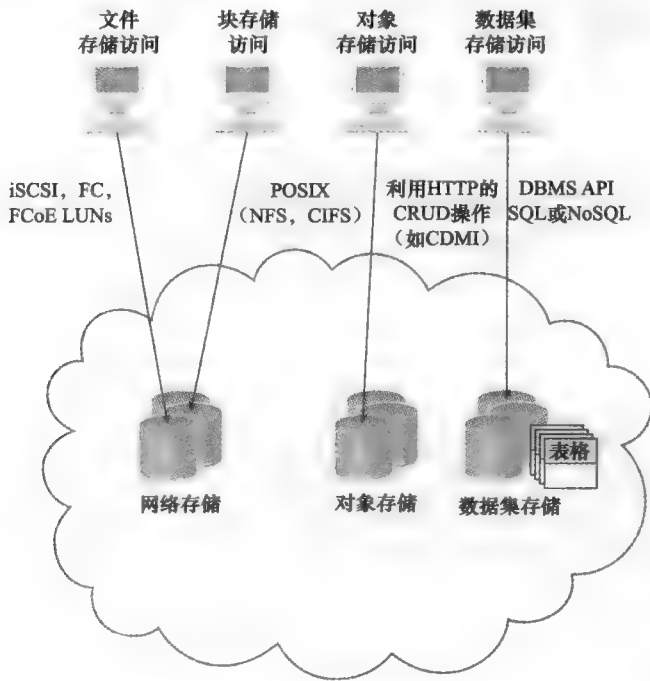 文件
存储访问
块存储
访问
对象
存储访问
数据集
存储访问
iSCSI，FC，
FCoE LUNs
POSIX
（NFS，CIFS）
利用HTTP的
CRUD操作
（如CDMI）
DBMS API
SQL或NoSQL
表格
网络存储
对象存储
数据集存储